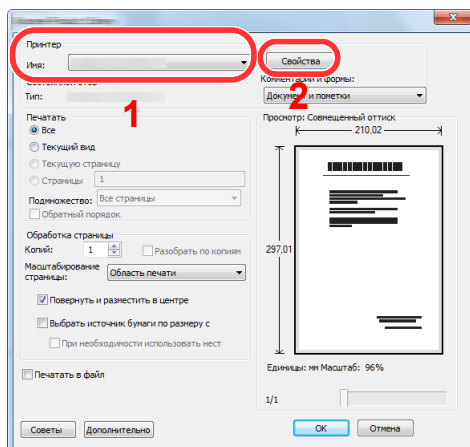 Принтер
Имя:
Свойства
Комментарии и формы:
Тип:
Документ и пометки
1
2
Печатать
Все
Текущий вид
Текущую страницу
Страницы 1
Подмножество: Все страницы
Обратный порядок
Просмотр: Совмещенный оттиск
210,02
297,01
Обработка страницы
Копий: 1 Разобрать по копиям
Масштабирование
страницы: Область печати
Повернуть и разместить в центре
Выбрать источник бумаги по размеру с
При необходимости использовать нест
Единицы: мм Масштаб: 96%
Печатать в файл
1/1
Советы Дополнительно OK Отмена